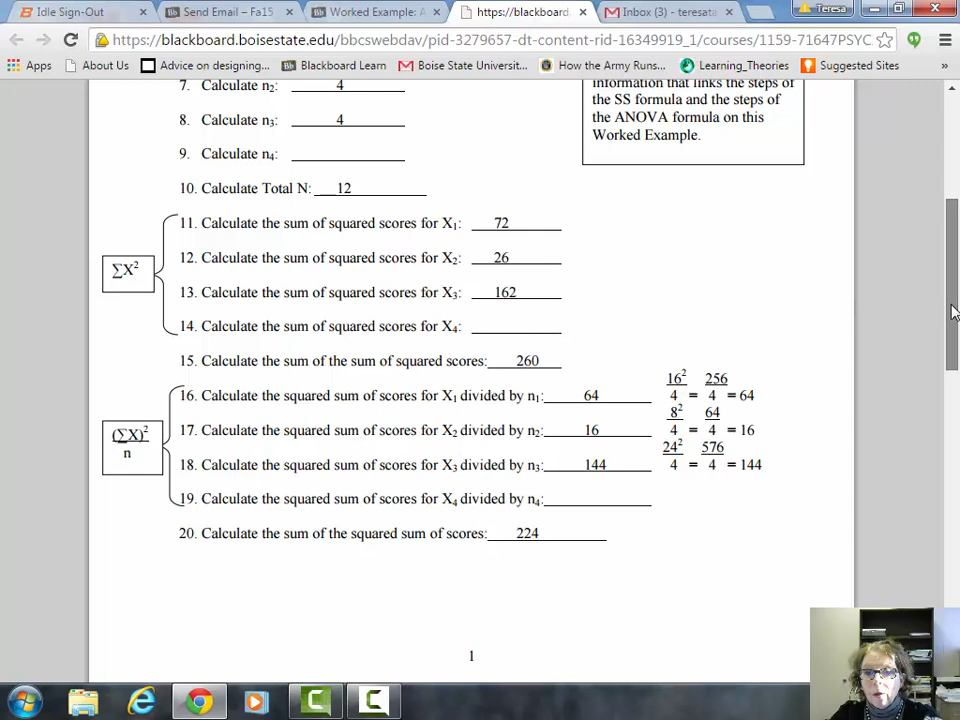 Idle Sign-Out
Send Email – Fa15
Worked Example: A
https://blackboard.
Inbox (3) - teresata
Teresa
https://blackboard.boisestate.edu/bbcswebdav/pid-3279657-dt-content-rid-16349919_1/courses/1159-71647PSYC
Apps
About Us
Advice on designing...
Blackboard Learn
Boise State Universit...
How the Army Runs...
Learning_Theories
Suggested Sites
»
7. Calculate n₂: 4
8. Calculate n₃: 4
9. Calculate n₄:
10. Calculate Total N: 12
information that links the steps of
the SS formula and the steps of
the ANOVA formula on this
Worked Example.
∑X²
11. Calculate the sum of squared scores for X₁: 72
12. Calculate the sum of squared scores for X₂: 26
13. Calculate the sum of squared scores for X₃: 162
14. Calculate the sum of squared scores for X₄:
15. Calculate the sum of the sum of squared scores: 260
(∑X)²
n
16. Calculate the squared sum of scores for X₁ divided by n₁: 64
17. Calculate the squared sum of scores for X₂ divided by n₂: 16
18. Calculate the squared sum of scores for X₃ divided by n₃: 144
19. Calculate the squared sum of scores for X₄ divided by n₄:
20. Calculate the sum of the squared sum of scores: 224
16² 256
4 = 4 = 64
8² 64
4 = 4 = 16
24² 576
4 = 4 = 144
1